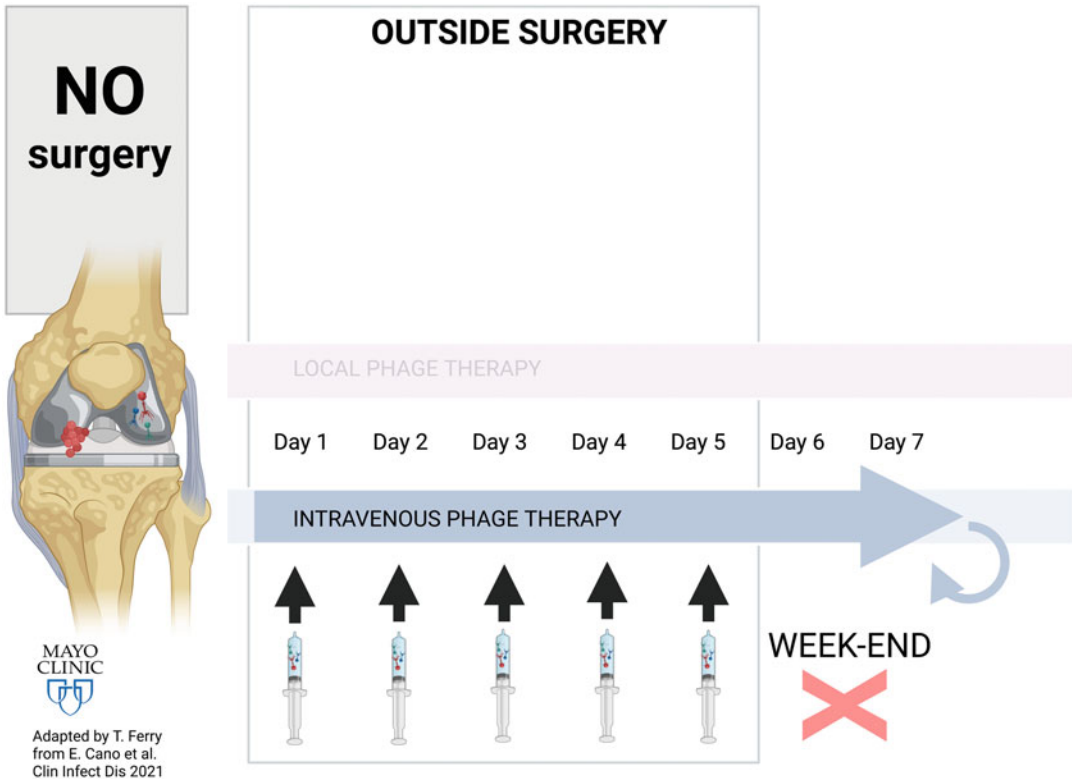 NO
surgery
OUTSIDE SURGERY
LOCAL PHAGE THERAPY
Day 1 Day 2 Day 3 Day 4 Day 5 Day 6 Day 7
INTRAVENOUS PHAGE THERAPY
WEEK-END
MAYO
CLINIC
Adapted by T. Ferry
from E. Cano et al.
Clin Infect Dis 2021